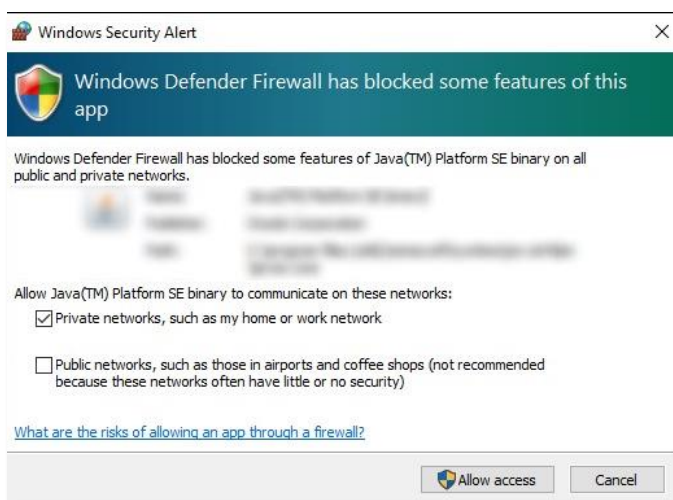 Windows Security Alert
Windows Defender Firewall has blocked some features of this
app
Windows Defender Firewall has blocked some features of Java(TM) Platform SE binary on all
public and private networks.
Allow Java(TM) Platform SE binary to communicate on these networks:
Private networks, such as my home or work network
Public networks, such as those in airports and coffee shops (not recommended
because these networks often have little or no security)
What are the risks of allowing an app through a firewall?
Allow access
Cancel